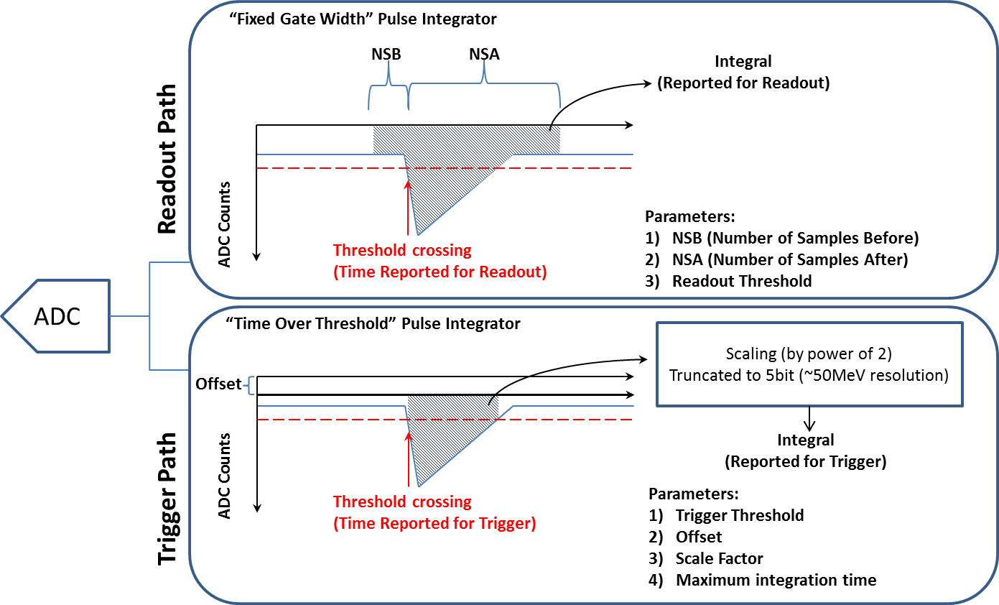 “Fixed Gate Width” Pulse Integrator
NSB
NSA
Integral
(Reported for Readout)
Readout Path
ADC Counts
Threshold crossing
(Time Reported for Readout)
Parameters:
1) NSB (Number of Samples Before)
2) NSA (Number of Samples After)
3) Readout Threshold
ADC
“Time Over Threshold” Pulse Integrator
Scaling (by power of 2)
Truncated to 5bit (~50MeV resolution)
Offset
Integral
(Reported for Trigger)
Trigger Path
ADC Counts
Threshold crossing
(Time Reported for Trigger)
Parameters:
1) Trigger Threshold
2) Offset
3) Scale Factor
4) Maximum integration time